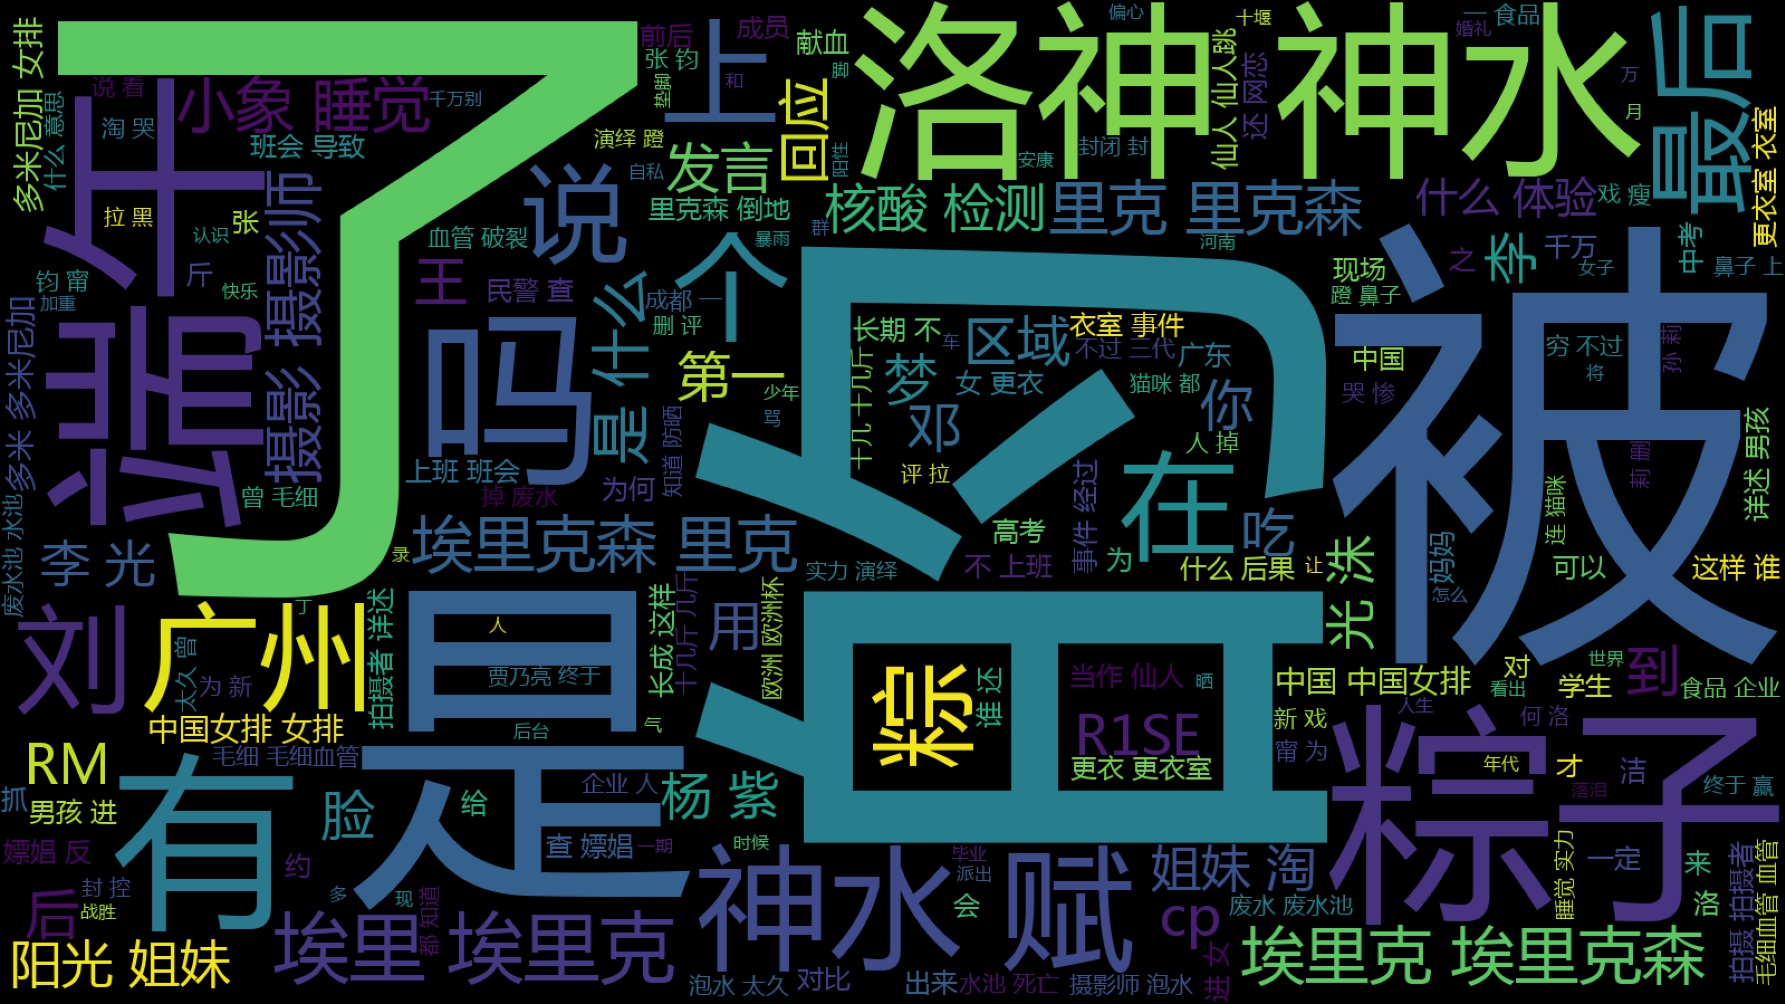 了
温
洛神 神水
被
是
端午
粽子
有
吗
说
上
个
最后
小象 睡觉
摄影 摄影师
广州
刘
神水 赋
埃里 埃里克
埃里克 埃里克森
埃里克森 里克
里克 里克森
核酸 检测
阳光 姐妹
姐妹 淘
什么 体验
回应
发言
第一
是 什么
区域
梦
邓
在
你
吃
粽
R1SE
cp
RM
杨 紫
李 光
光 洙
王
李
脸
用
后
到
中国 中国女排
中国女排 女排
多米尼加 女排
多米 多米尼加
更衣室 衣室
更衣 更衣室
衣室 事件
女 更衣
什么 后果
什么 意思
里克森 倒地
血管 破裂
班会 导致
上班 班会
不 上班
掉 废水
为何
民警 查
查 嫖娼
嫖娼 反
企业 人
食品 企业
一 食品
贾乃亮 终于
终于 赢
拍摄者 详述
详述 男孩
男孩 进
进 女
长成 这样
这样 谁
谁 还
还 网恋
仙人 仙人跳
当作 仙人
欧洲 欧洲杯
十几 十几斤
十几斤 几斤
长期 不
知道 防晒
都 知道
猫咪 都
连 猫咪
不过 三代
穷 不过
事件 经过
实力 演绎
演绎 蹬
蹬 鼻子
鼻子 上
睡觉 实力
毛细 毛细血管
毛细血管 血管
曾 毛细
太久 曾
泡水 太久
摄影师 泡水
水池 死亡
废水 废水池
废水池 水池
人 掉
拍摄 拍摄者
评 拉
拉 黑
删 评
莉 删
孙 莉
淘 哭
哭 惨
说 看
千万别
张 钧
钧 甯
甯 为
为 新
新 戏
戏 瘦
何 洛
封闭 封
封 控
成都 一
献血
成员
前后
垫脚
偏心
十堰
婚礼
安康
阳性
自私
暴雨
河南
现场
千万
女子
中考
高考
中国
广东
少年
学生
可以
妈妈
怎么
世界
看出
人生
年代
落泪
一定
对比
出来
毕业
派出
时候
后台
一期
战胜
快乐
加重
认识
张
斤
和
脚
万
月
之
群
车
骂
将
为
让
录
丁
人
给
气
晒
对
才
洁
来
洛
会
约
多
现
抓